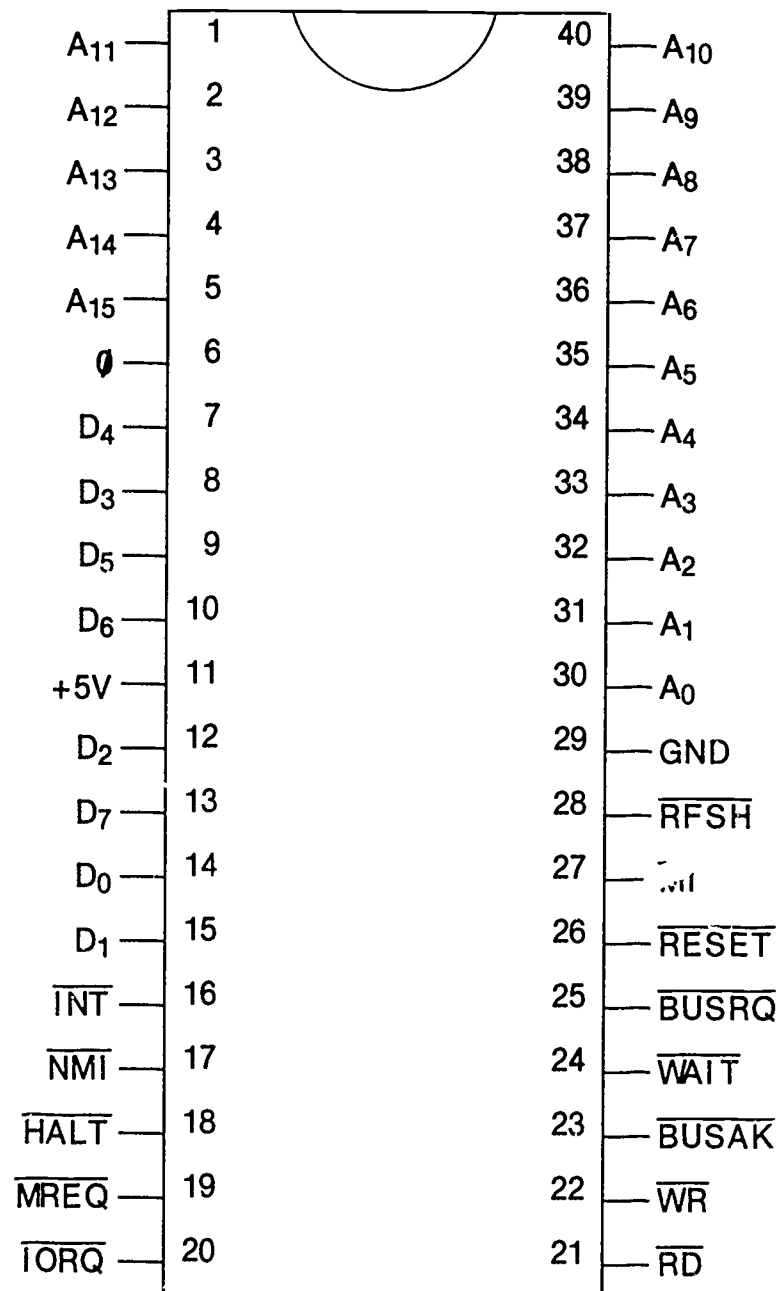 A11 1 40 A10
A12 2 39 A9
A13 3 38 A8
A14 4 37 A7
A15 5 36 A6
Ø 6 35 A5
D4 7 34 A4
D3 8 33 A3
D5 9 32 A2
D6 10 31 A1
+5V 11 30 A0
D2 12 29 GND
D7 13 28 RFSH
D0 14 27
D1 15 26 RESET
INT 16 25 BUSRQ
NMI 17 24 WAIT
HALT 18 23 BUSAK
MREQ 19 22 WR
IORQ 20 21 RD